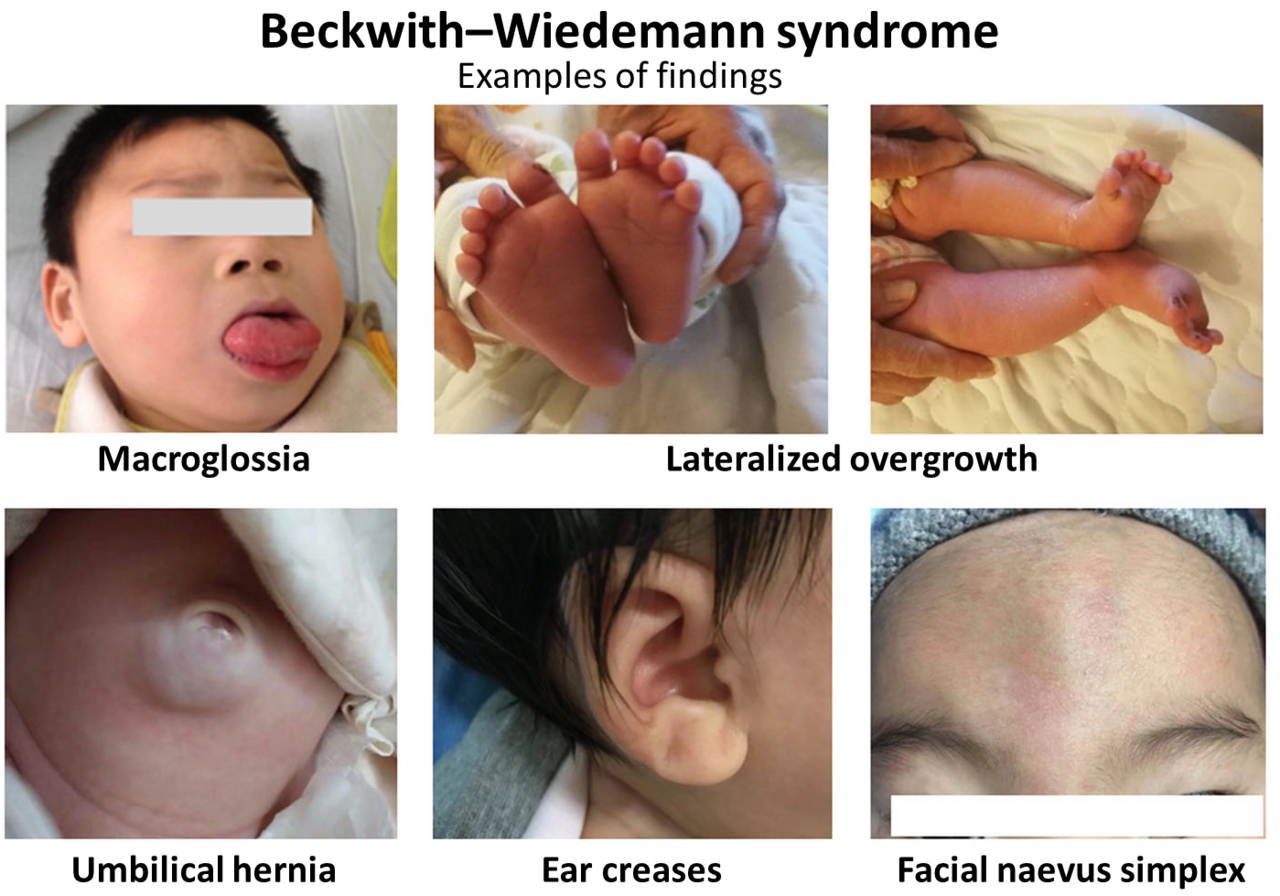 Beckwith–Wiedemann syndrome
Examples of findings
Macroglossia
Lateralized overgrowth
Umbilical hernia
Ear creases
Facial naevus simplex